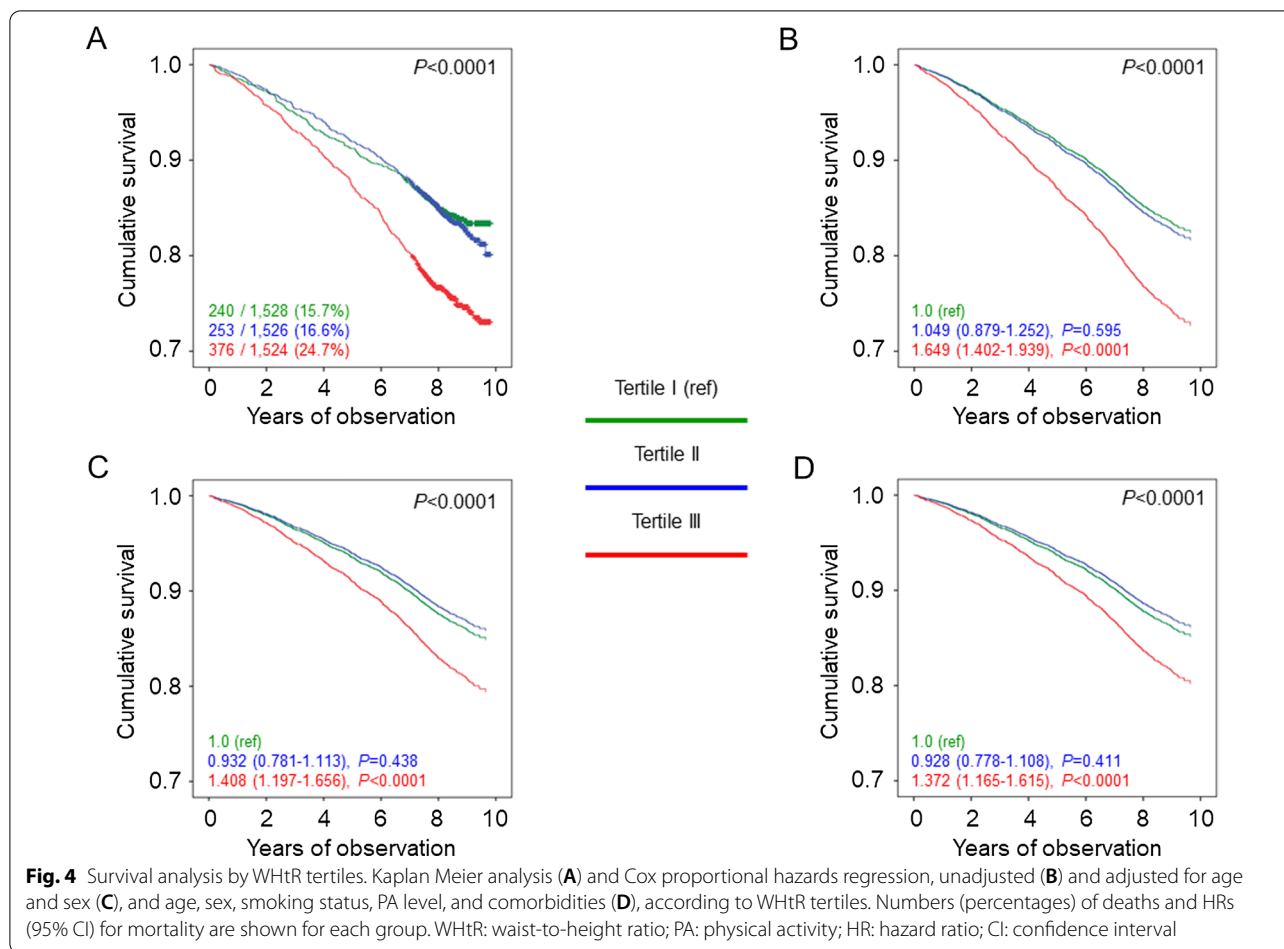 A
B
P<0.0001
P<0.0001
1.0
0.9
0.8
0.7
Cumulative survival
240 / 1,528 (15.7%)
253 / 1,526 (16.6%)
376 / 1,524 (24.7%)
0 2 4 6 8 10
Years of observation
1.0
0.9
0.8
0.7
Cumulative survival
1.0 (ref)
1.049 (0.879-1.252), P=0.595
1.649 (1.402-1.939), P<0.0001
0 2 4 6 8 10
Years of observation
Tertile I (ref)
Tertile II
Tertile III
C
D
P<0.0001
P<0.0001
1.0
0.9
0.8
0.7
Cumulative survival
1.0 (ref)
0.932 (0.781-1.113), P=0.438
1.408 (1.197-1.656), P<0.0001
0 2 4 6 8 10
Years of observation
1.0
0.9
0.8
0.7
Cumulative survival
1.0 (ref)
0.928 (0.778-1.108), P=0.411
1.372 (1.165-1.615), P<0.0001
0 2 4 6 8 10
Years of observation
Fig. 4 Survival analysis by WHtR tertiles. Kaplan Meier analysis (A) and Cox proportional hazards regression, unadjusted (B) and adjusted for age
and sex (C), and age, sex, smoking status, PA level, and comorbidities (D), according to WHtR tertiles. Numbers (percentages) of deaths and HRs
(95% CI) for mortality are shown for each group. WHtR: waist-to-height ratio; PA: physical activity; HR: hazard ratio; CI: confidence interval